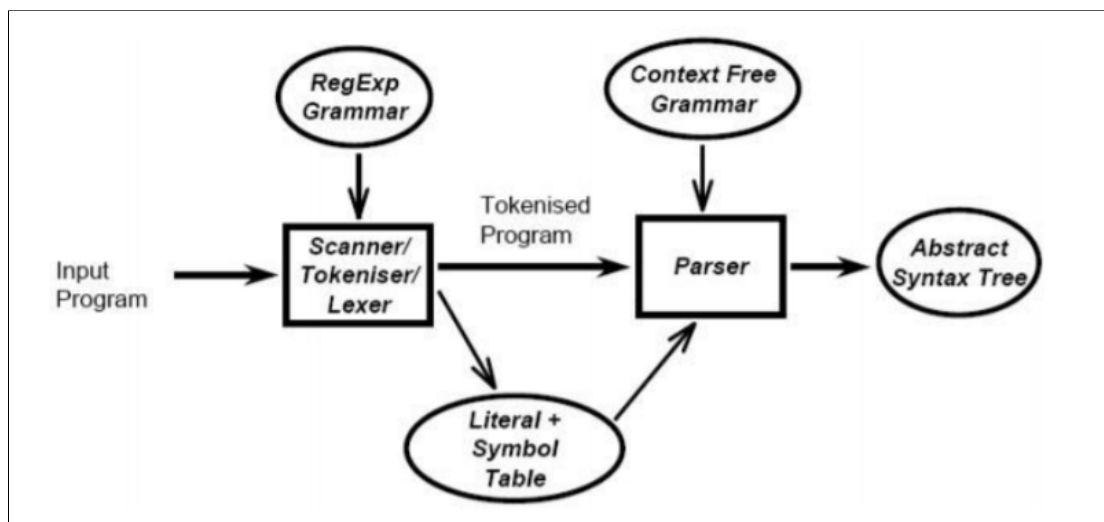 RegExp
Grammar
Context Free
Grammar
Tokenised
Program
Input
Program
Scanner/
Tokeniser/
Lexer
Parser
Abstract
Syntax Tree
Literal +
Symbol
Table